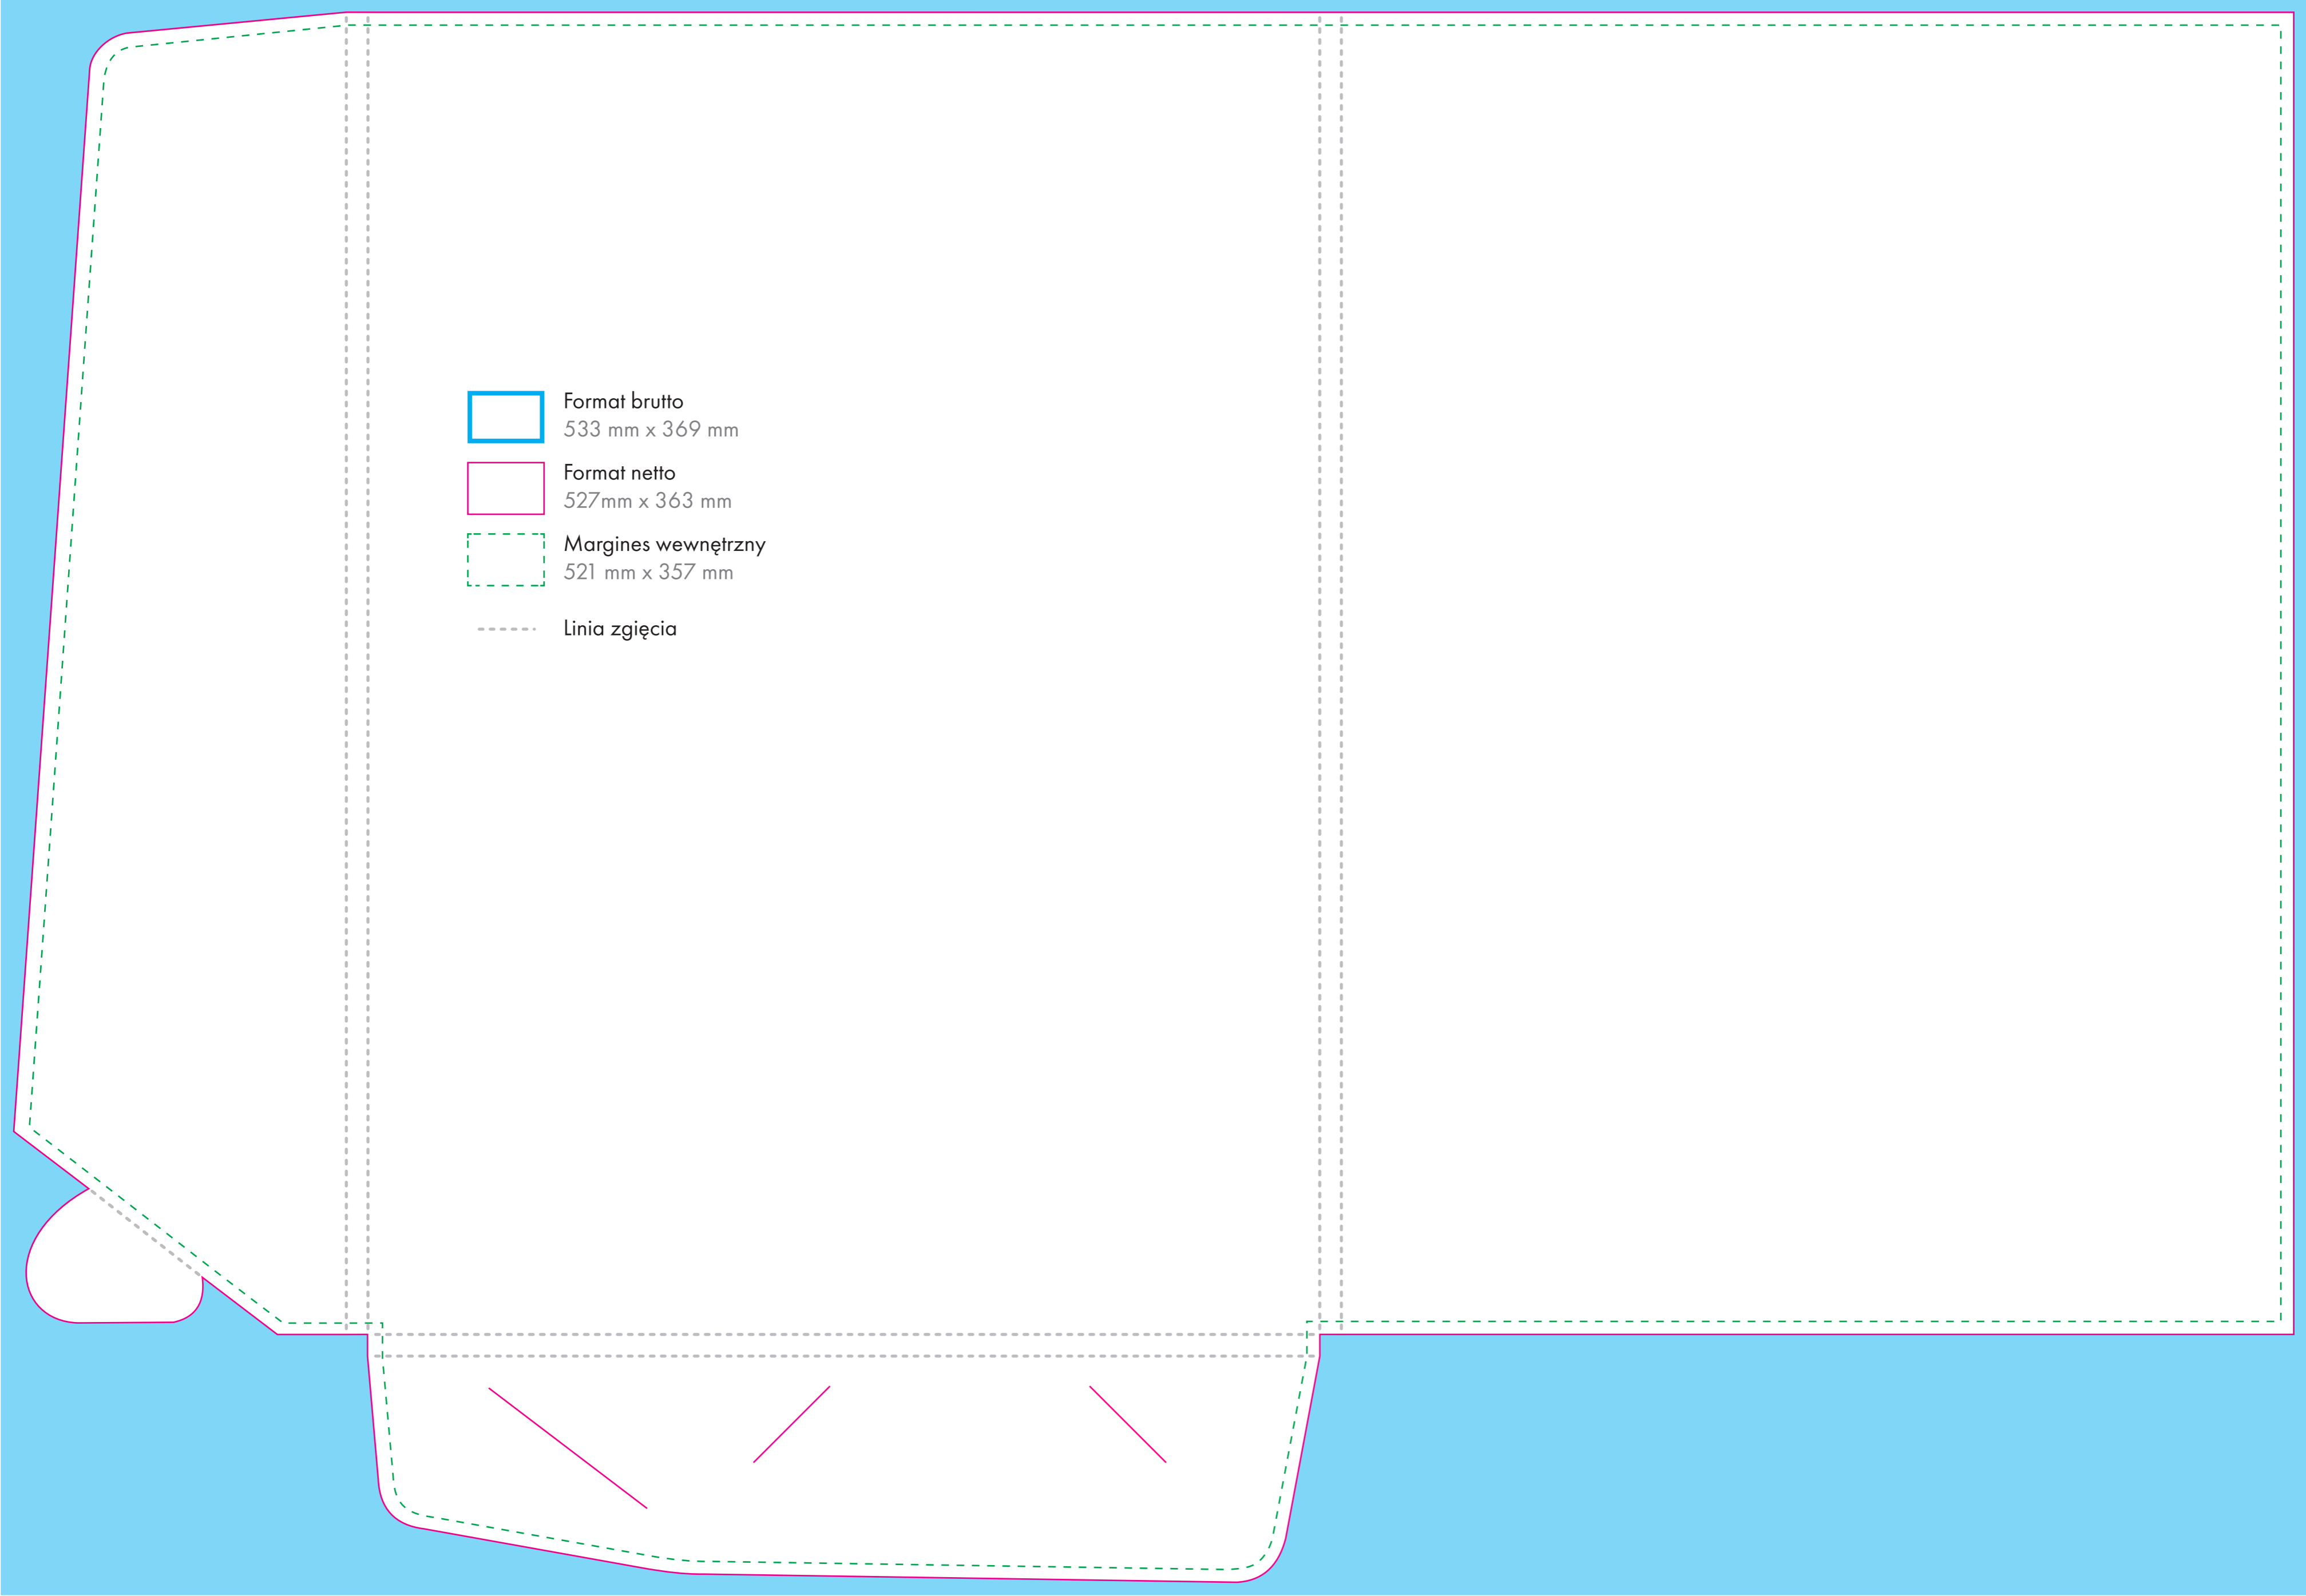 Format brutto
533 mm x 369 mm
Format netto
527mm x 363 mm
Margines wewnętrzny
521 mm x 357 mm
Linia zgięcia